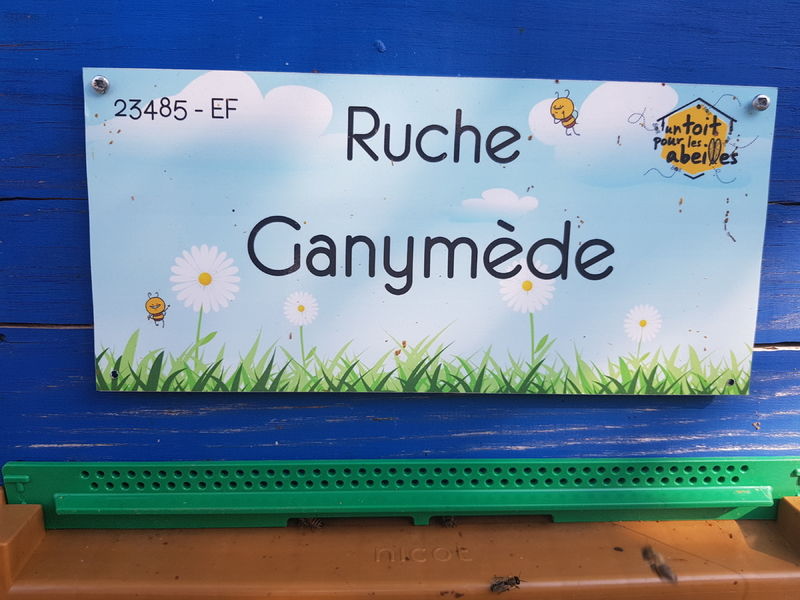 23485 - EF
Ruche
un toit
pour les
abeilles
Ganymède
nicot